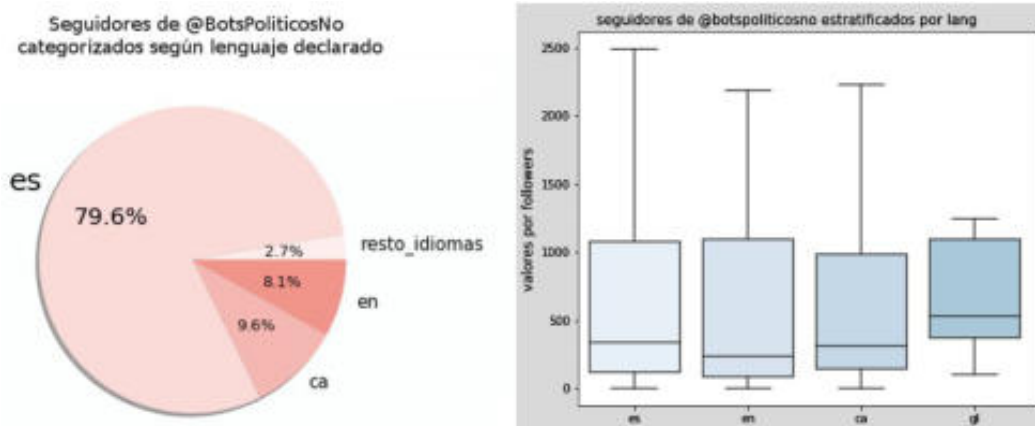 Seguidores de @BotsPoliticosNo
categorizados según lenguaje declarado
es
79.6%
resto_idiomas
2.7%
8.1%
en
9.6%
ca
seguidores de @botspoliticosno estratificados por lang
valores por followers
2500
2000
1500
1000
500
0
es
en
ca
gl